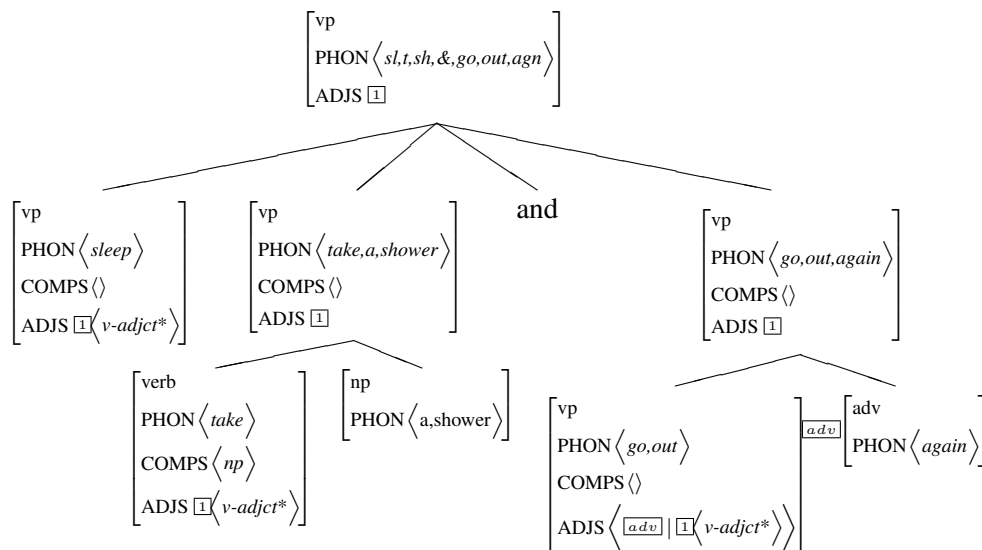 vp
PHON⟨sl,t,sh,&,go,out,agn⟩
ADJS 1
vp
PHON⟨sleep⟩
COMPS⟨⟩
ADJS 1⟨v-adjct*⟩
vp
PHON⟨take,a,shower⟩
COMPS⟨⟩
ADJS 1
and
vp
PHON⟨go,out,again⟩
COMPS⟨⟩
ADJS 1
verb
PHON⟨take⟩
COMPS⟨np⟩
ADJS 1⟨v-adjct*⟩
np
PHON⟨a,shower⟩
vp
PHON⟨go,out⟩
COMPS⟨⟩
ADJS⟨adv | 1⟨v-adjct*⟩⟩
adv
adv
PHON⟨again⟩